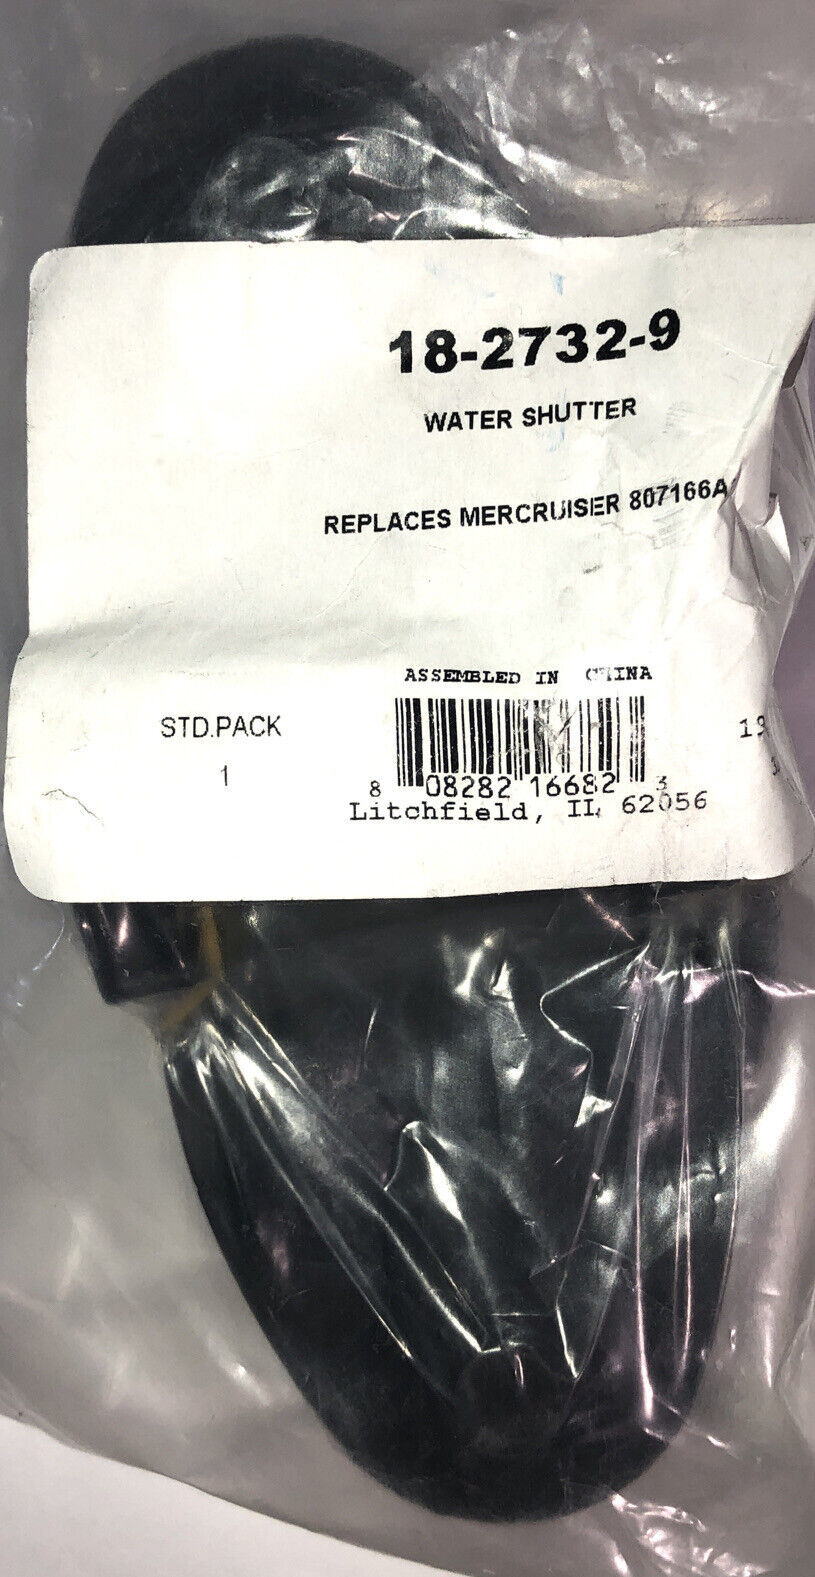 18-2732-9
WATER SHUTTER
REPLACES MERCRUISER 807166A
ASSEMBLED IN CHINA
STD.PACK
1
8 08282 16682 3
Litchfield, IL 62056